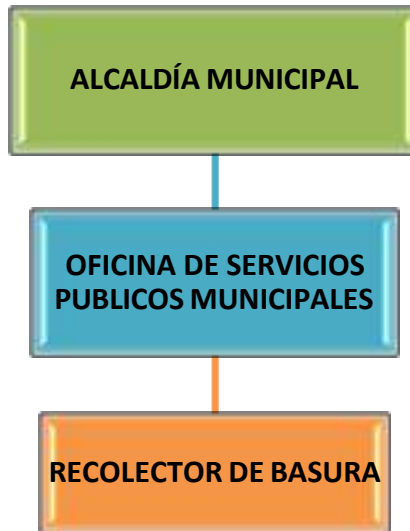 ALCALDÍA MUNICIPAL
OFICINA DE SERVICIOS
PUBLICOS MUNICIPALES
RECOLECTOR DE BASURA